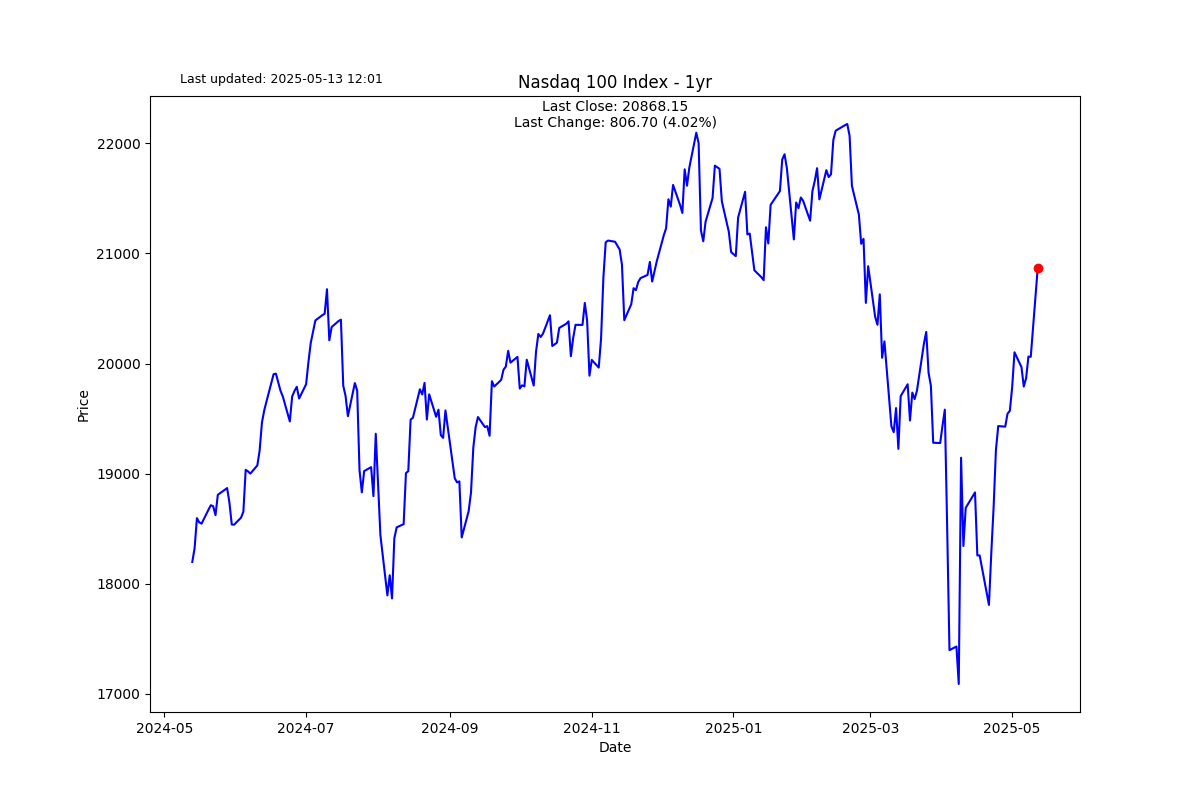 Last updated: 2025-05-13 12:01
Nasdaq 100 Index - 1yr
Last Close: 20868.15
Last Change: 806.70 (4.02%)
22000
21000
20000
19000
18000
17000
Price
2024-05
2024-07
2024-09
2024-11
2025-01
2025-03
2025-05
Date